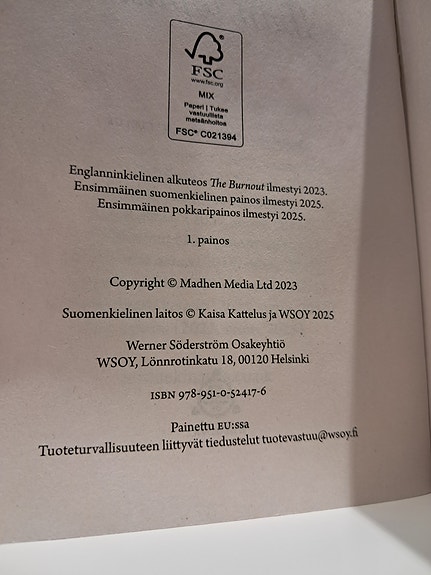 FSC
www.fsc.org
MIX
Paperi | Tukee
vastuullista
metsänhoitoa
FSC® C021394
Englanninkielinen alkuteos The Burnout ilmestyi 2023.
Ensimmäinen suomenkielinen painos ilmestyi 2025.
Ensimmäinen pokkaripainos ilmestyi 2025.
1. painos
Copyright © Madhen Media Ltd 2023
Suomenkielinen laitos © Kaisa Kattelus ja WSOY 2025
Werner Söderström Osakeyhtiö
WSOY, Lönnrotinkatu 18, 00120 Helsinki
ISBN 978-951-0-52417-6
Painettu EU:ssa
Tuoteturvallisuuteen liittyvät tiedustelut tuotevastuu@wsoy.fi